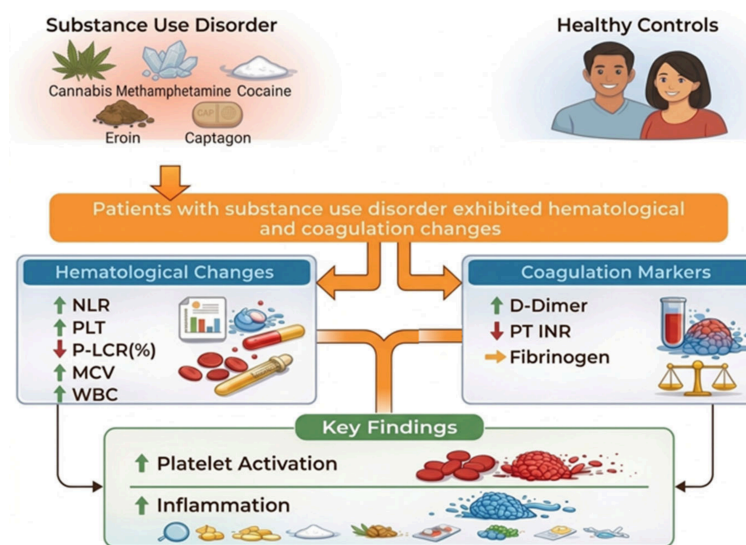 Substance Use Disorder
Healthy Controls
Cannabis Methamphetamine Cocaine
CAP
Eroin Captagon
Patients with substance use disorder exhibited hematological
and coagulation changes
Hematological Changes
↑ NLR
↑ PLT
↓ P-LCR(%)
↑ MCV
↑ WBC
Coagulation Markers
↑ D-Dimer
↓ PT INR
→ Fibrinogen
Key Findings
↑ Platelet Activation
↑ Inflammation